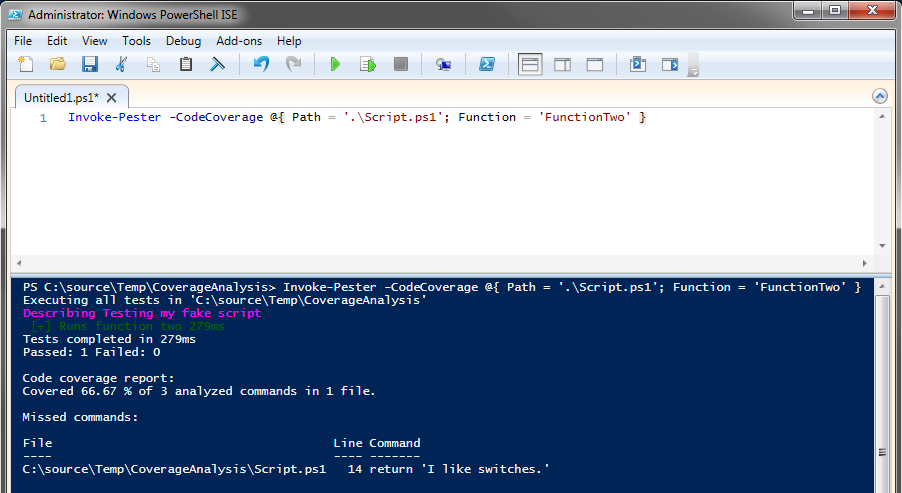 Administrator: Windows PowerShell ISE
File Edit View Tools Debug Add-ons Help
Untitled1.ps1*
1 Invoke-Pester -CodeCoverage @{ Path = '.\Script.ps1'; Function = 'FunctionTwo' }
PS C:\source\Temp\CoverageAnalysis> Invoke-Pester -CodeCoverage @{ Path = '.\Script.ps1'; Function = 'FunctionTwo' }
Executing all tests in 'C:\source\Temp\CoverageAnalysis'
Describing Testing my fake script
[+] Runs function two 279ms
Tests completed in 279ms
Passed: 1 Failed: 0
Code coverage report:
Covered 66.67 % of 3 analyzed commands in 1 file.
Missed commands:
File Line Command
---- ---- -------
C:\source\Temp\CoverageAnalysis\Script.ps1 14 return 'I like switches.'